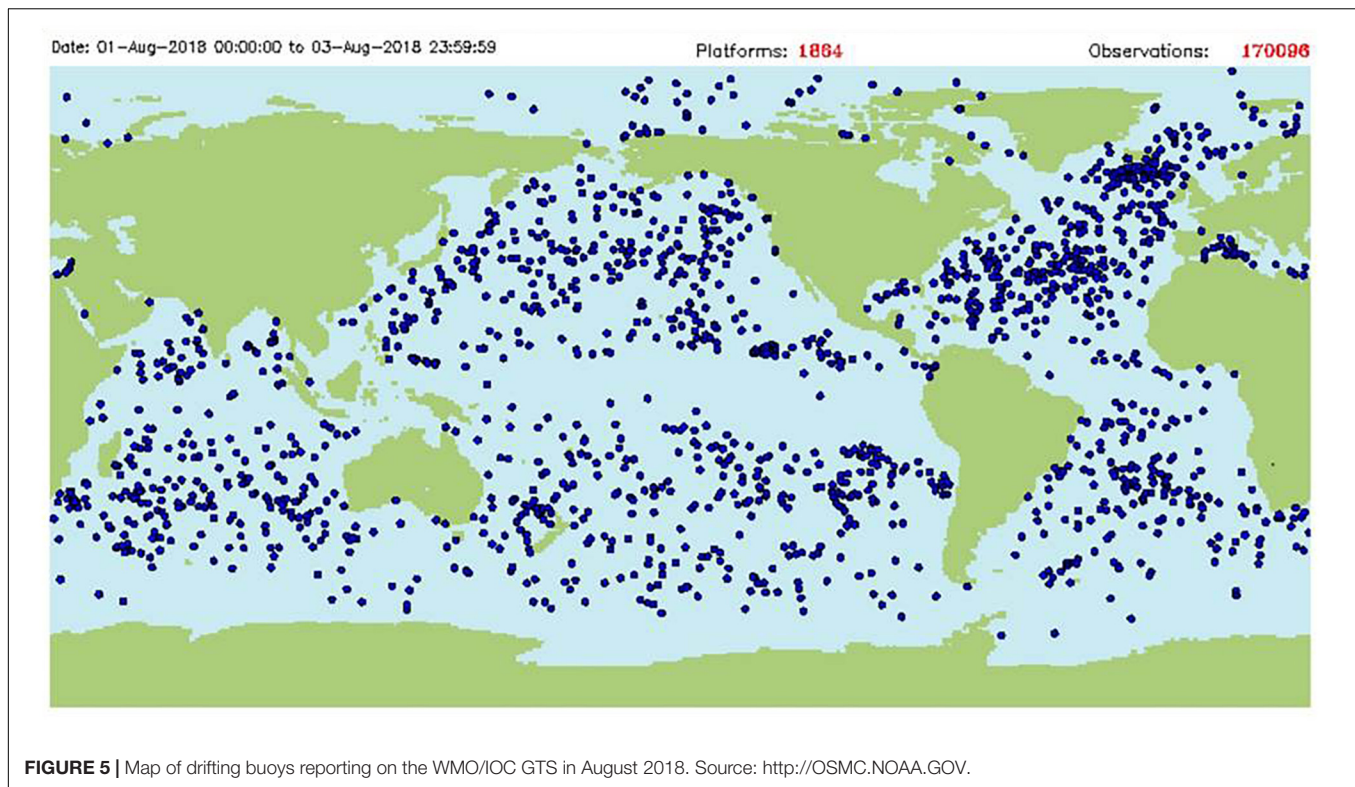 Date: 01-Aug-2018 00:00:00 to 03-Aug-2018 23:59:59 Platforms: 1864 Observations: 170096
FIGURE 5 | Map of drifting buoys reporting on the WMO/IOC GTS in August 2018. Source: http://OSMC.NOAA.GOV.